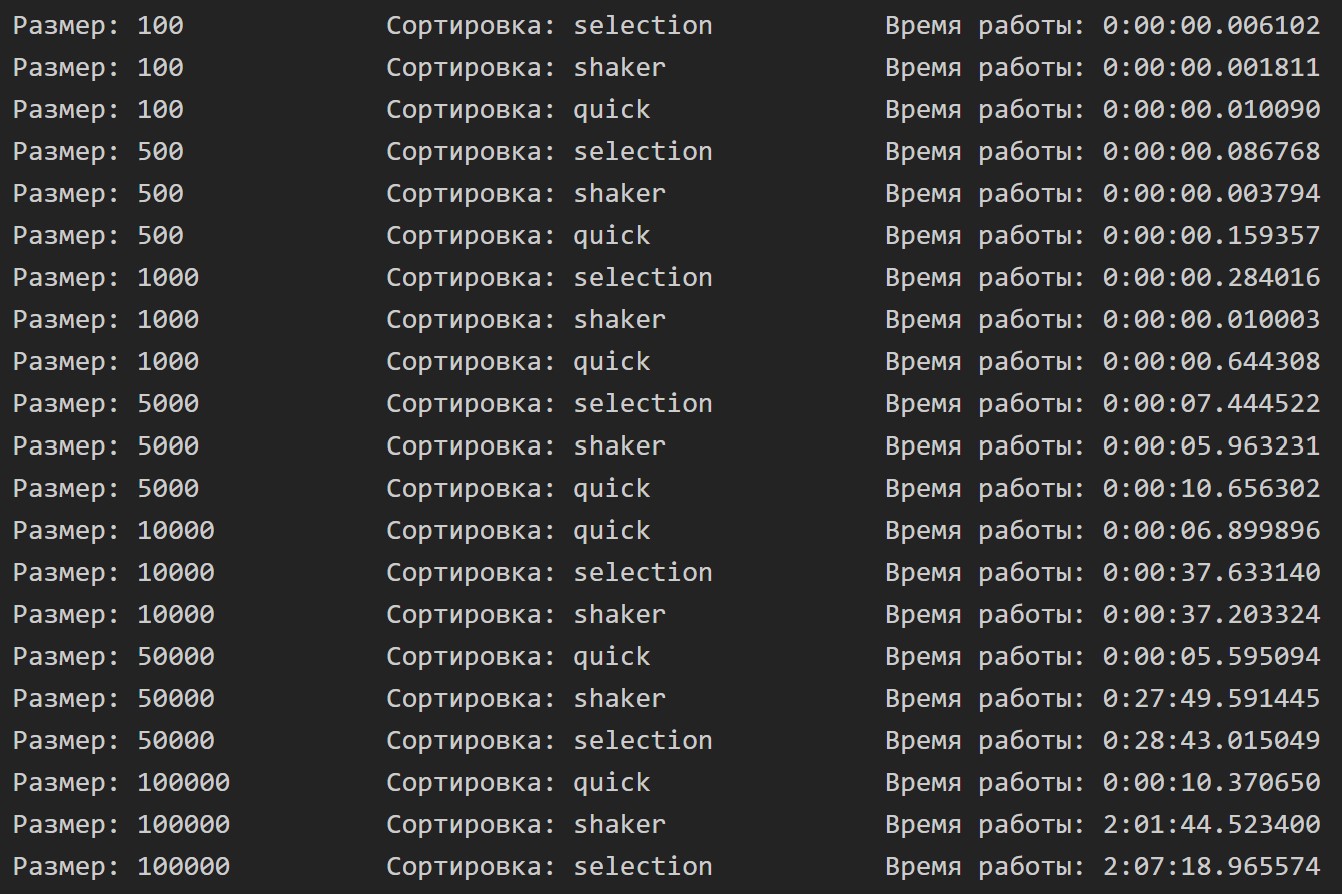 Размер: 100 Сортировка: selection Время работы: 0:00:00.006102
Размер: 100 Сортировка: shaker Время работы: 0:00:00.001811
Размер: 100 Сортировка: quick Время работы: 0:00:00.010090
Размер: 500 Сортировка: selection Время работы: 0:00:00.086768
Размер: 500 Сортировка: shaker Время работы: 0:00:00.003794
Размер: 500 Сортировка: quick Время работы: 0:00:00.159357
Размер: 1000 Сортировка: selection Время работы: 0:00:00.284016
Размер: 1000 Сортировка: shaker Время работы: 0:00:00.010003
Размер: 1000 Сортировка: quick Время работы: 0:00:00.644308
Размер: 5000 Сортировка: selection Время работы: 0:00:07.444522
Размер: 5000 Сортировка: shaker Время работы: 0:00:05.963231
Размер: 5000 Сортировка: quick Время работы: 0:00:10.656302
Размер: 10000 Сортировка: quick Время работы: 0:00:06.899896
Размер: 10000 Сортировка: selection Время работы: 0:00:37.633140
Размер: 10000 Сортировка: shaker Время работы: 0:00:37.203324
Размер: 50000 Сортировка: quick Время работы: 0:00:05.595094
Размер: 50000 Сортировка: shaker Время работы: 0:27:49.591445
Размер: 50000 Сортировка: selection Время работы: 0:28:43.015049
Размер: 100000 Сортировка: quick Время работы: 0:00:10.370650
Размер: 100000 Сортировка: shaker Время работы: 2:01:44.523400
Размер: 100000 Сортировка: selection Время работы: 2:07:18.965574